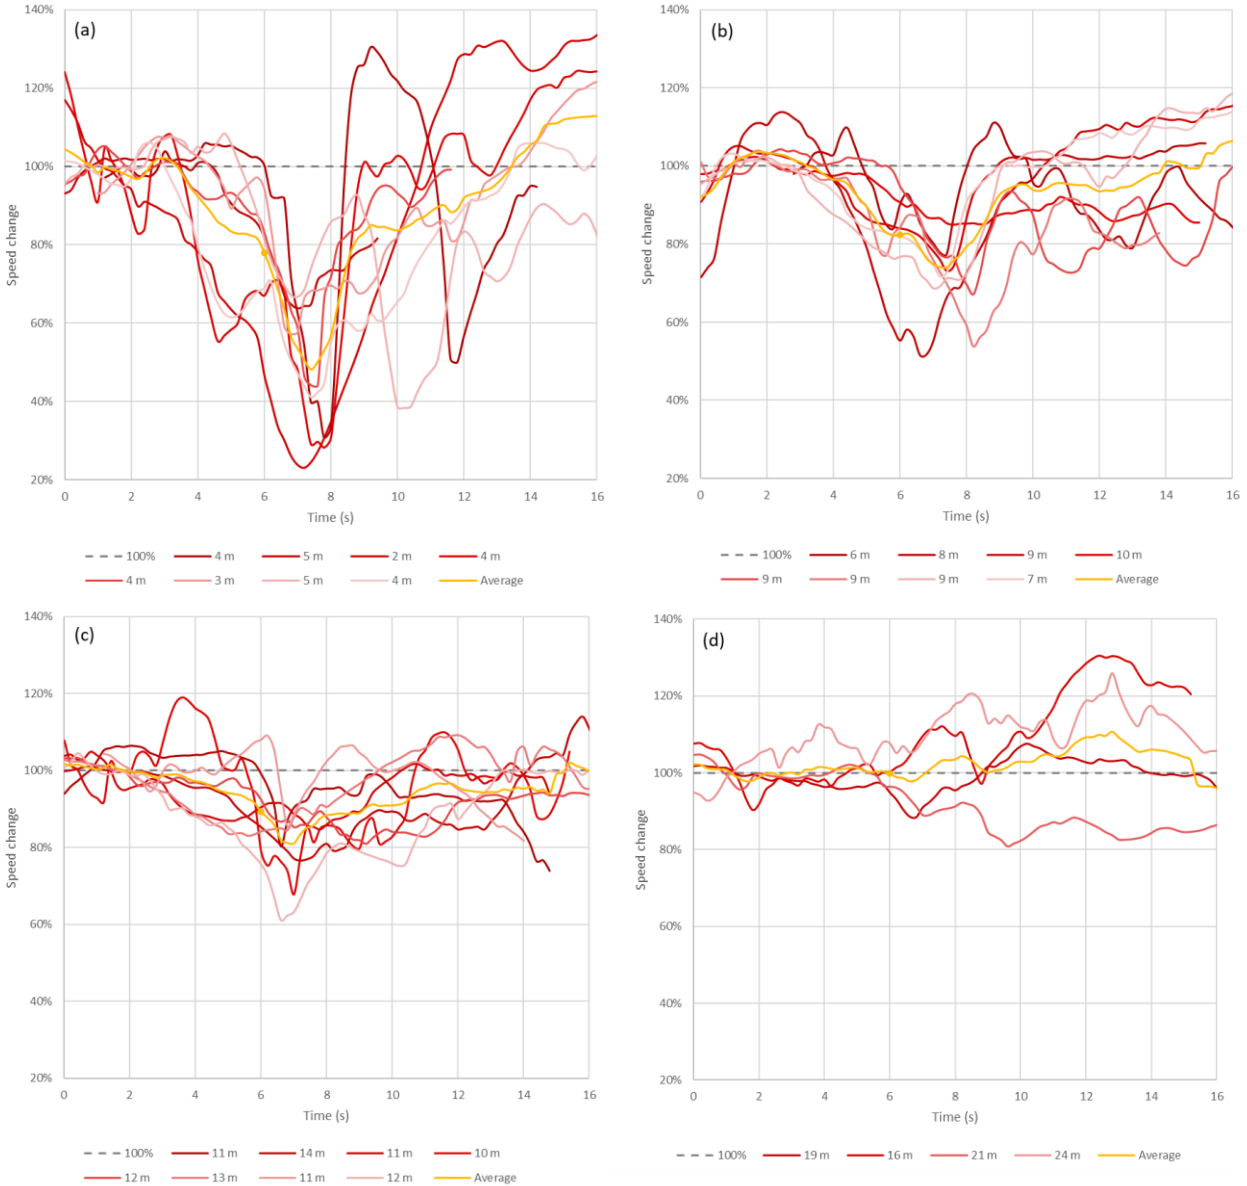 (a)
140%
120%
100%
80%
60%
40%
20%
Speed change
0 2 4 6 8 10 12 14 16
Time (s)
100% 4 m 5 m 2 m 4 m
4 m 3 m 5 m 4 m Average
(b)
140%
120%
100%
80%
60%
40%
20%
Speed change
0 2 4 6 8 10 12 14 16
Time (s)
100% 6 m 8 m 9 m 10 m
9 m 9 m 9 m 7 m Average
(c)
140%
120%
100%
80%
60%
40%
20%
Speed change
0 2 4 6 8 10 12 14 16
Time (s)
100% 11 m 14 m 11 m 10 m
12 m 13 m 11 m 12 m Average
(d)
140%
120%
100%
80%
60%
40%
20%
Speed change
0 2 4 6 8 10 12 14 16
Time (s)
100% 19 m 16 m 21 m 24 m Average